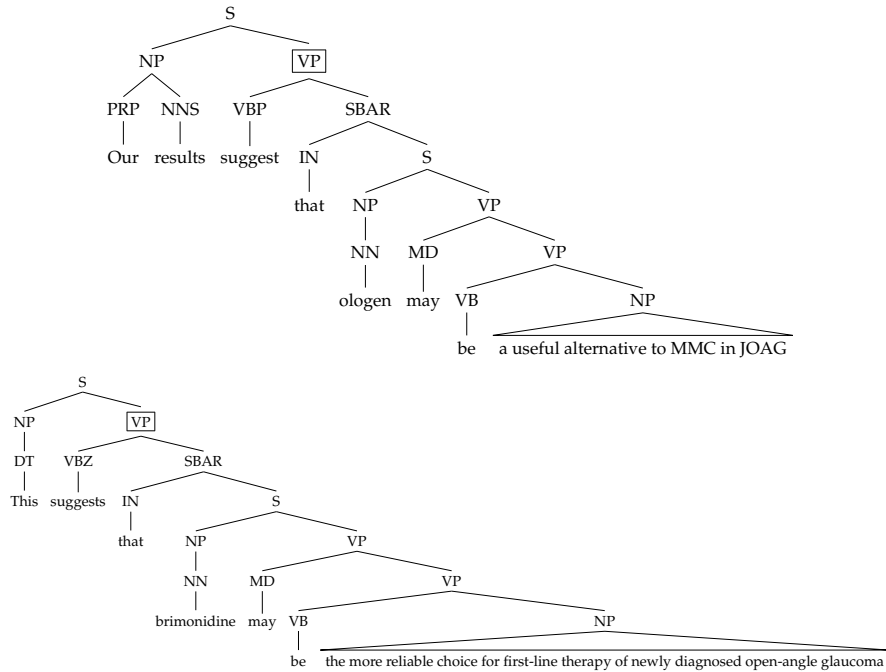 S
NP VP
PRP NNS VBP SBAR
Our results suggest IN S
that NP VP
NN MD VP
ologen may VB NP
be a useful alternative to MMC in JOAG
S
NP VP
DT VBZ SBAR
This suggests IN S
that NP VP
NN MD VP
brimonidine may VB NP
be the more reliable choice for first-line therapy of newly diagnosed open-angle glaucoma